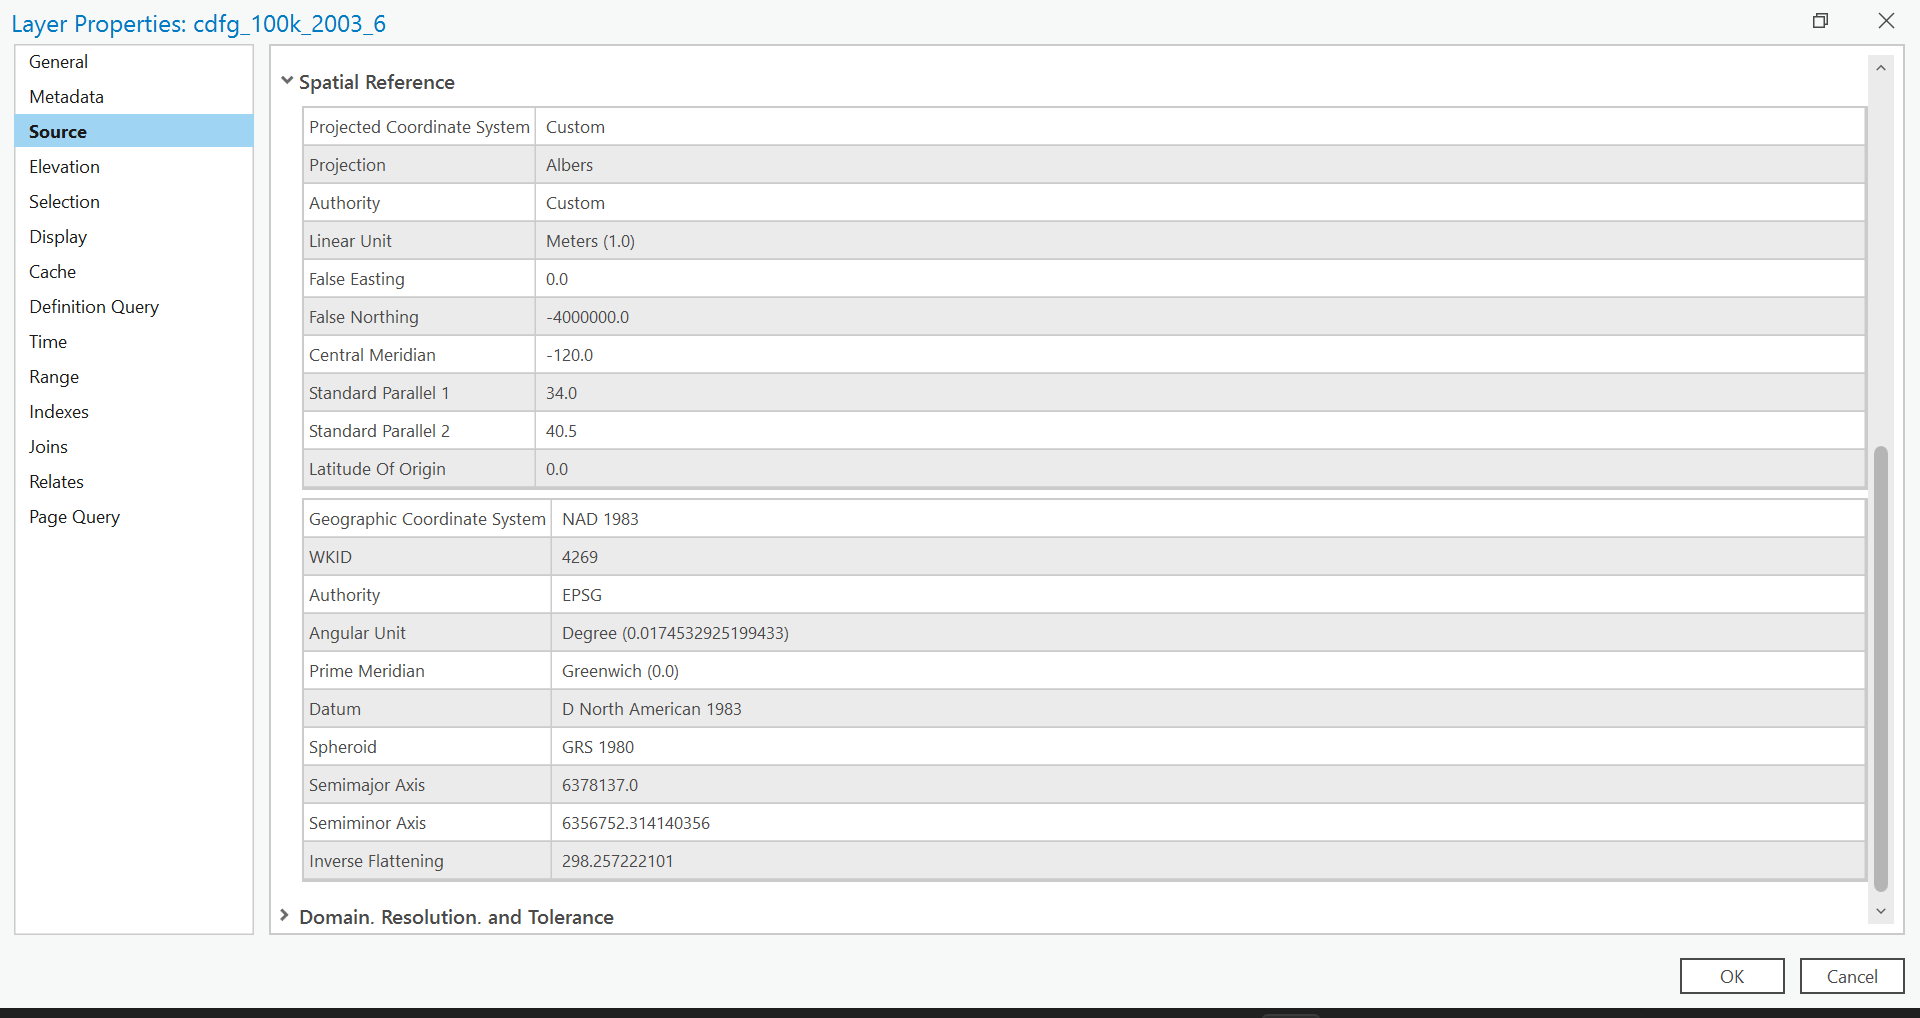 Layer Properties: cdfg_100k_2003_6
General
Metadata
Source
Elevation
Selection
Display
Cache
Definition Query
Time
Range
Indexes
Joins
Relates
Page Query
Spatial Reference
Projected Coordinate System Custom
Projection Albers
Authority Custom
Linear Unit Meters (1.0)
False Easting 0.0
False Northing -4000000.0
Central Meridian -120.0
Standard Parallel 1 34.0
Standard Parallel 2 40.5
Latitude Of Origin 0.0
Geographic Coordinate System NAD 1983
WKID 4269
Authority EPSG
Angular Unit Degree (0.0174532925199433)
Prime Meridian Greenwich (0.0)
Datum D North American 1983
Spheroid GRS 1980
Semimajor Axis 6378137.0
Semiminor Axis 6356752.314140356
Inverse Flattening 298.257222101
Domain. Resolution. and Tolerance
OK Cancel